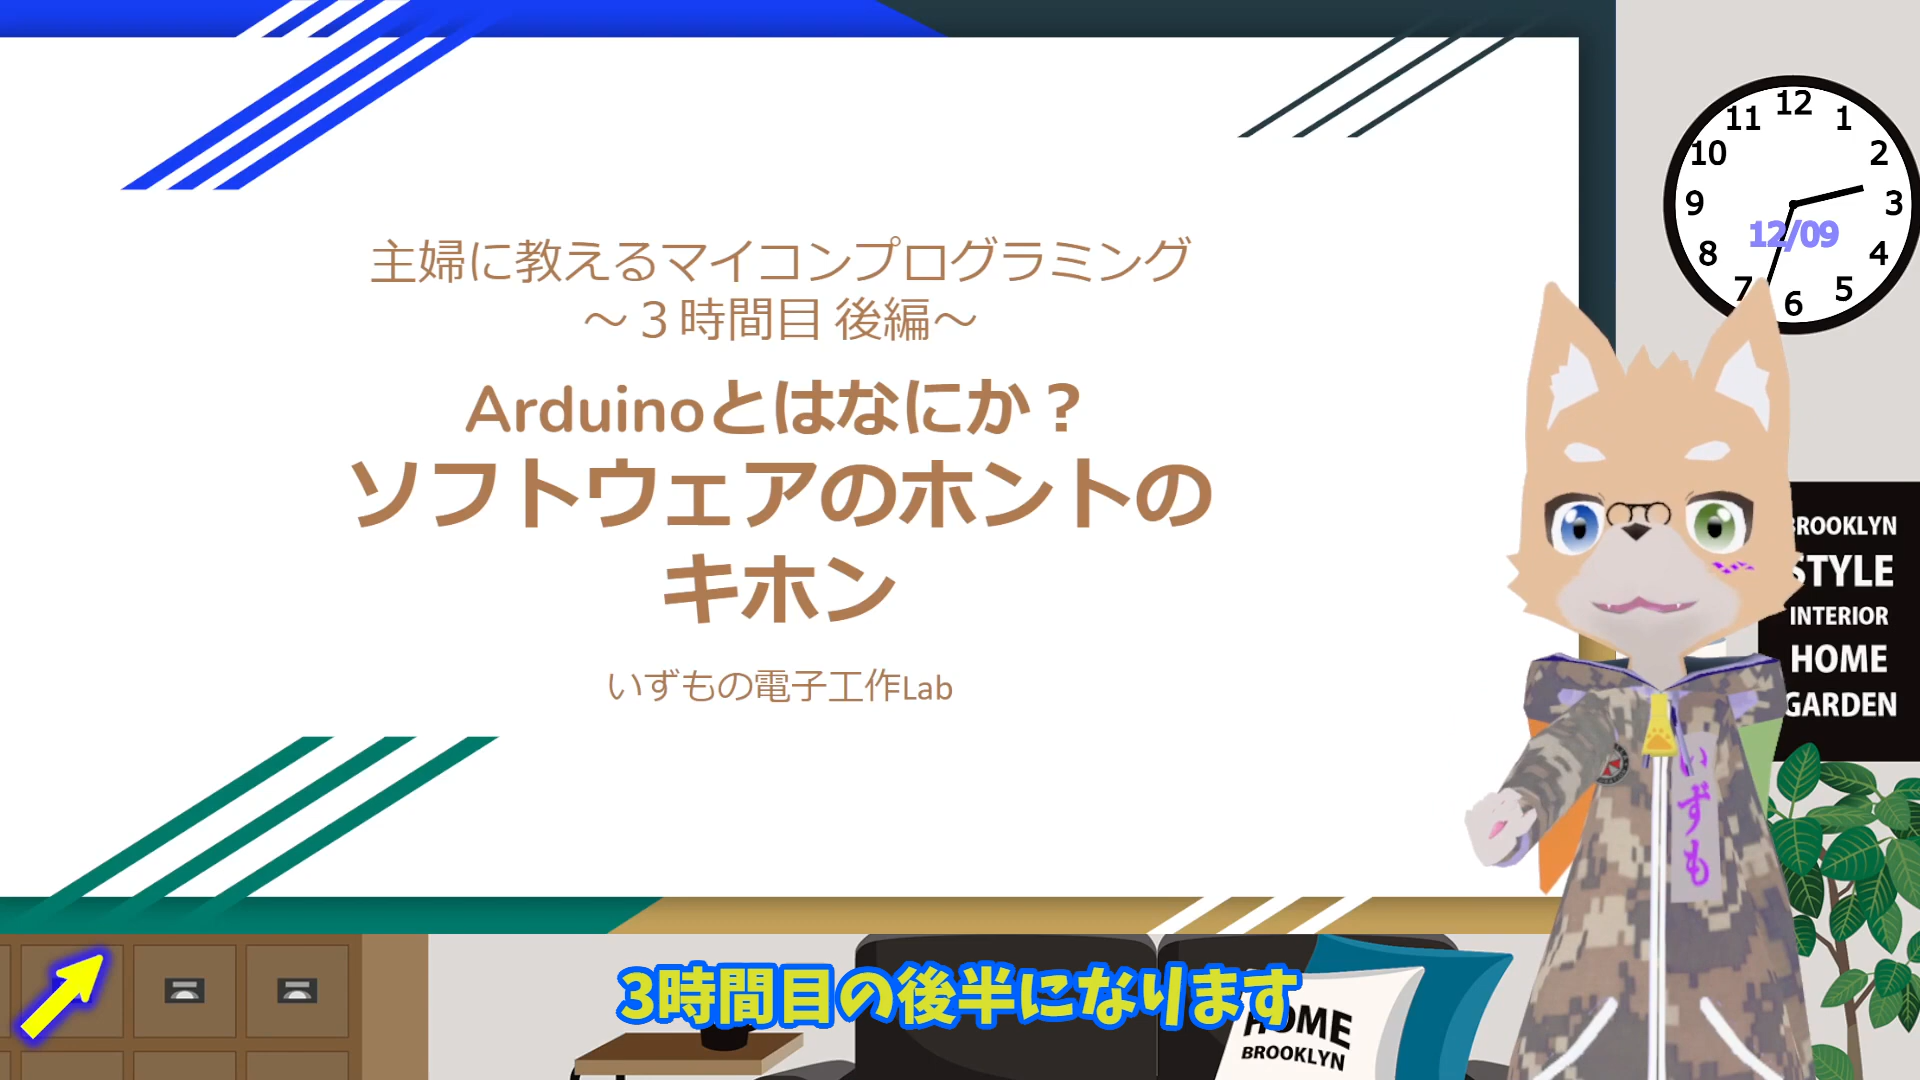 主婦に教えるマイコンプログラミング
～３時間目 後編～
Arduinoとはなにか？
ソフトウェアのホントの
キホン
いずもの電子工作Lab
12
11
1
10
2
9
3
12/09
8
4
7
5
6
BROOKLYN
STYLE
INTERIOR
HOME
GARDEN
いずも
3時間目の後半になります
HOME
BROOKLYN